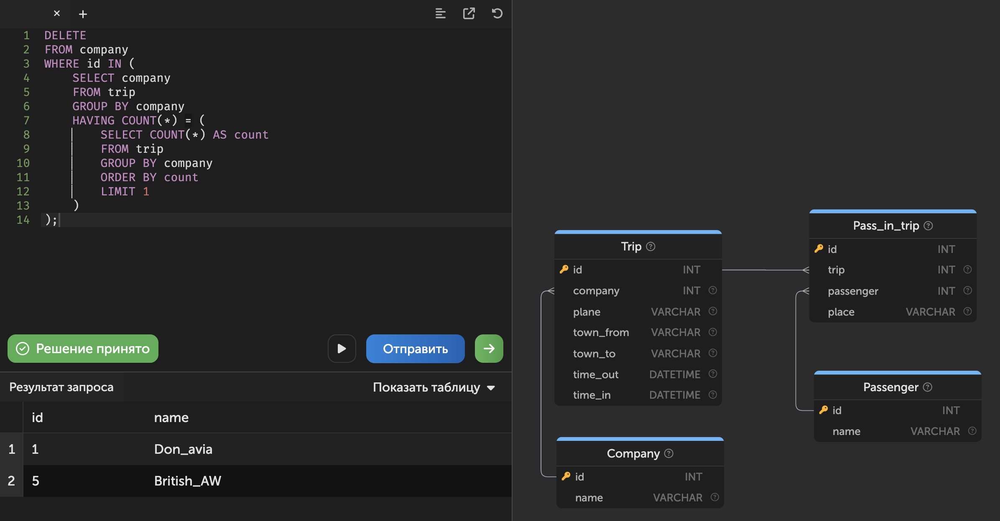 1 DELETE
2 FROM company
3 WHERE id IN (
4 SELECT company
5 FROM trip
6 GROUP BY company
7 HAVING COUNT(*) = (
8 SELECT COUNT(*) AS count
9 FROM trip
10 GROUP BY company
11 ORDER BY count
12 LIMIT 1
13 )
14 );
Решение принято
Отправить
Результат запроса
Показать таблицу
id name
1 1 Don_avia
2 5 British_AW
Trip
id INT
company INT
plane VARCHAR
town_from VARCHAR
town_to VARCHAR
time_out DATETIME
time_in DATETIME
Pass_in_trip
id INT
trip INT
passenger INT
place VARCHAR
Company
id INT
name VARCHAR
Passenger
id INT
name VARCHAR